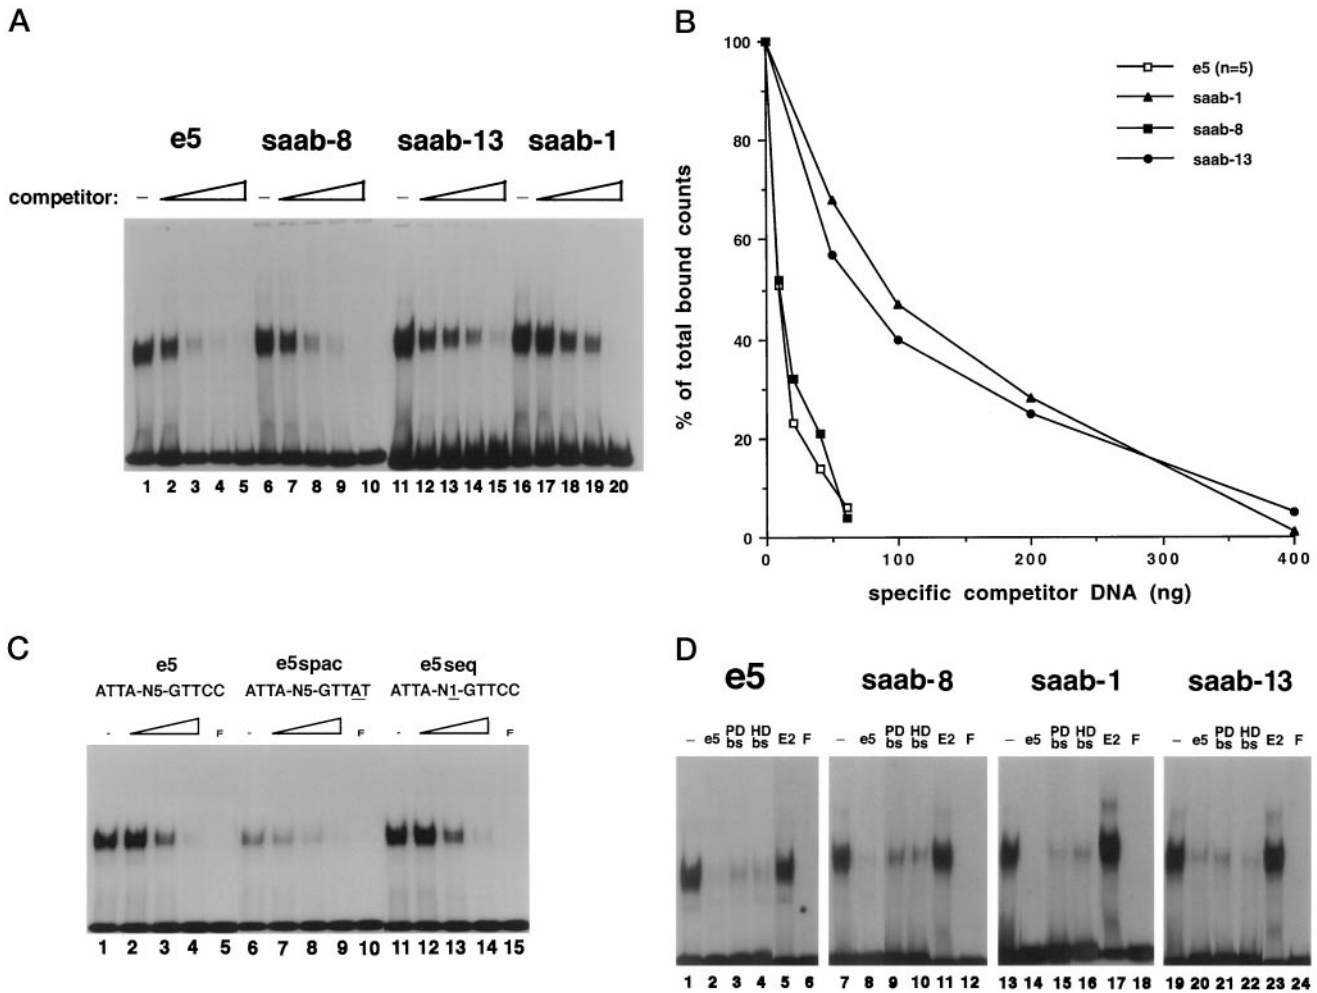 A
e5 saab-8 saab-13 saab-1
competitor: – – – –
1 2 3 4 5 6 7 8 9 10 11 12 13 14 15 16 17 18 19 20
B
100
80
60
40
20
0
% of total bound counts
e5 (n=5)
saab-1
saab-8
saab-13
0 100 200 300 400
specific competitor DNA (ng)
C
e5 e5spac e5seq
ATTA-N5-GTTCC ATTA-N5-GTTAT ATTA-N1-GTTCC
- F - F - F
1 2 3 4 5 6 7 8 9 10 11 12 13 14 15
D
e5 saab-8 saab-1 saab-13
– e5 PD bs HD bs E2 F – e5 PD bs HD bs E2 F – e5 PD bs HD bs E2 F – e5 PD bs HD bs E2 F
1 2 3 4 5 6 7 8 9 10 11 12 13 14 15 16 17 18 19 20 21 22 23 24